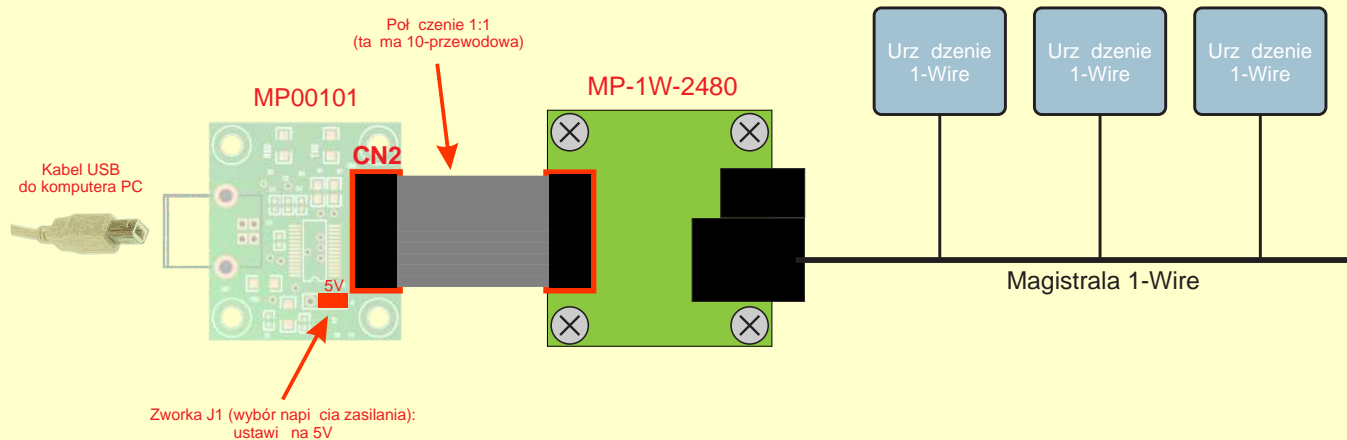 Poł czenie 1:1
(ta ma 10-przewodowa)
MP00101
MP-1W-2480
CN2
Kabel USB
do komputera PC
5V
Zworka J1 (wybór napi cia zasilania):
ustawi na 5V
Urz dzenie
1-Wire
Urz dzenie
1-Wire
Urz dzenie
1-Wire
Magistrala 1-Wire